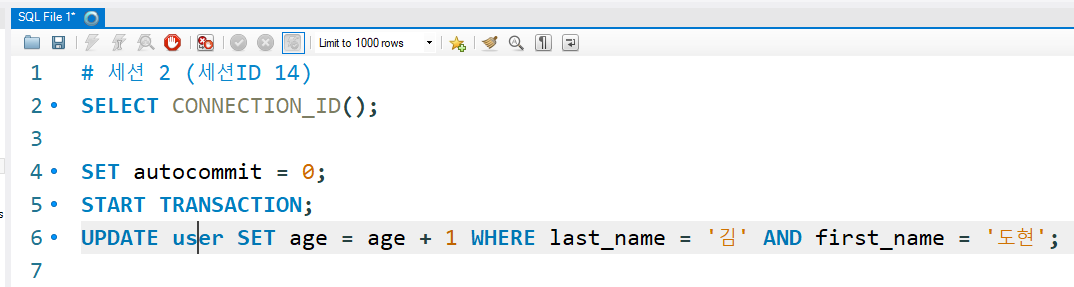 SQL File 1*
Limit to 1000 rows
1 # 세션 2 (세션ID 14)
2 SELECT CONNECTION_ID();
3
4 SET autocommit = 0;
5 START TRANSACTION;
6 UPDATE user SET age = age + 1 WHERE last_name = '김' AND first_name = '도현';
7
s